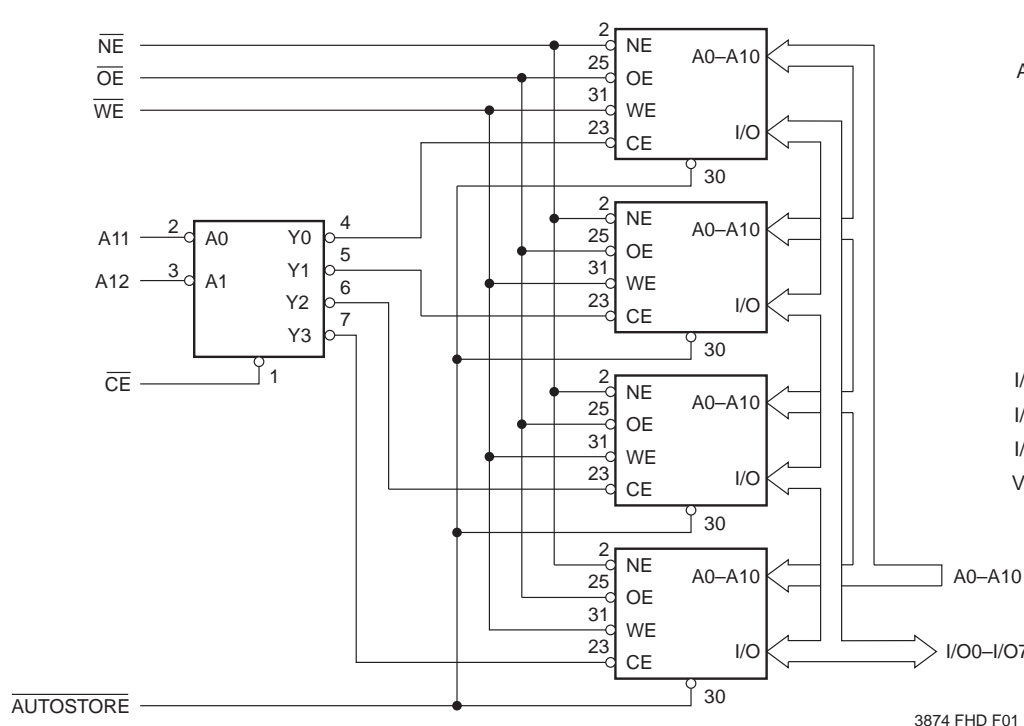 NE
OE
WE
2
NE
25
OE
31
WE
23
CE
A0–A10
I/O
30
A11
2
A0
A12
3
A1
Y0
4
Y1
5
Y2
6
Y3
7
CE
1
2
NE
25
OE
31
WE
23
CE
A0–A10
I/O
30
2
NE
25
OE
31
WE
23
CE
A0–A10
I/O
30
2
NE
25
OE
31
WE
23
CE
A0–A10
I/O
30
AUTOSTORE
A0–A10
I/O0–I/O7
A
I/
I/
I/
V
3874 FHD F01